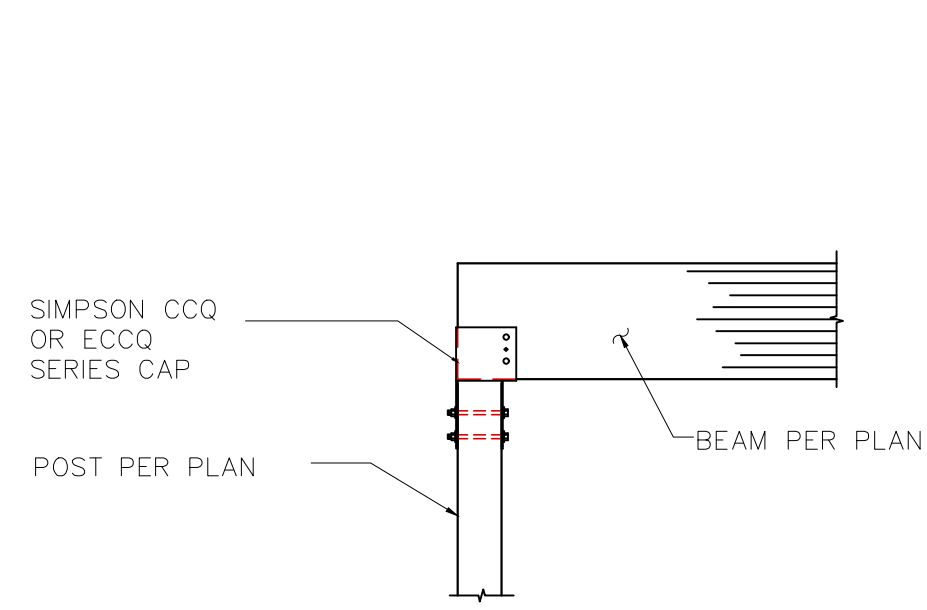 SIMPSON CCQ
OR ECCQ
SERIES CAP
BEAM PER PLAN
POST PER PLAN